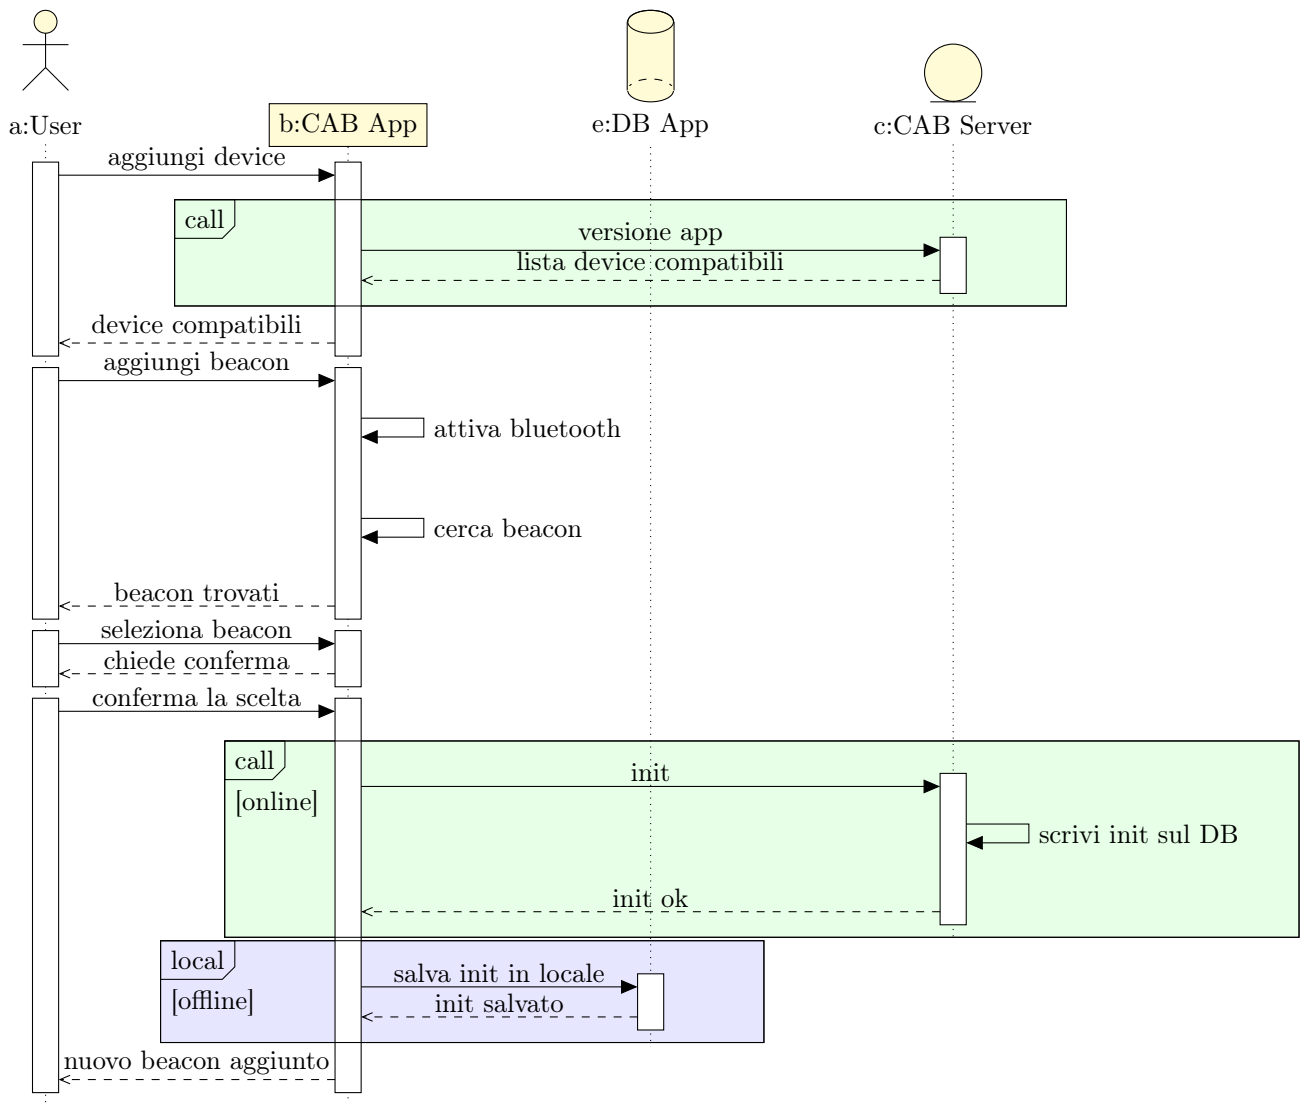 a:User
b:CAB App
e:DB App
c:CAB Server
aggiungi device
call
versione app
lista device compatibili
device compatibili
aggiungi beacon
attiva bluetooth
cerca beacon
beacon trovati
seleziona beacon
chiede conferma
conferma la scelta
call
init
[online]
scrivi init sul DB
init ok
local
salva init in locale
[offline]
init salvato
nuovo beacon aggiunto